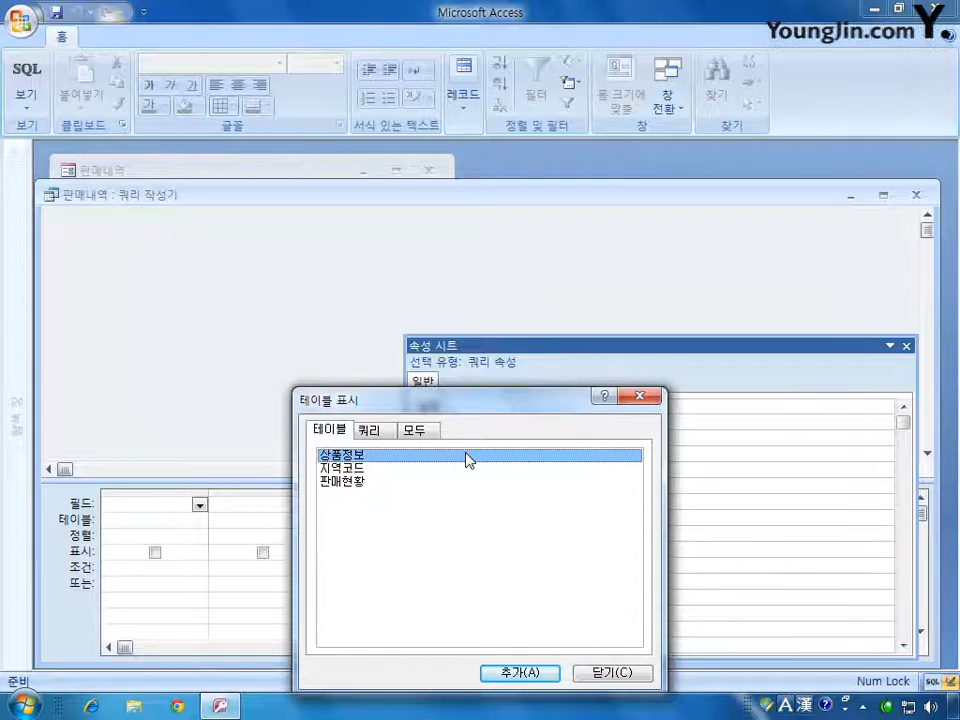 Microsoft Access
YoungJin.com Y.
홈
SQL
보기
붙여넣기
레코드
필터
폼 크기에
맞춤
창
전환
찾기
보기
클립보드
글꼴
서식 있는 텍스트
정렬 및 필터
창
찾기
판매내역
판매내역 : 쿼리 작성기
속성 시트
선택 유형: 쿼리 속성
일반
테이블 표시
테이블
쿼리
모두
상품정보
지역코드
판매현황
필드:
테이블:
정렬:
표시:
조건:
또는:
추가(A)
닫기(C)
준비
Num Lock
SQL
A 漢